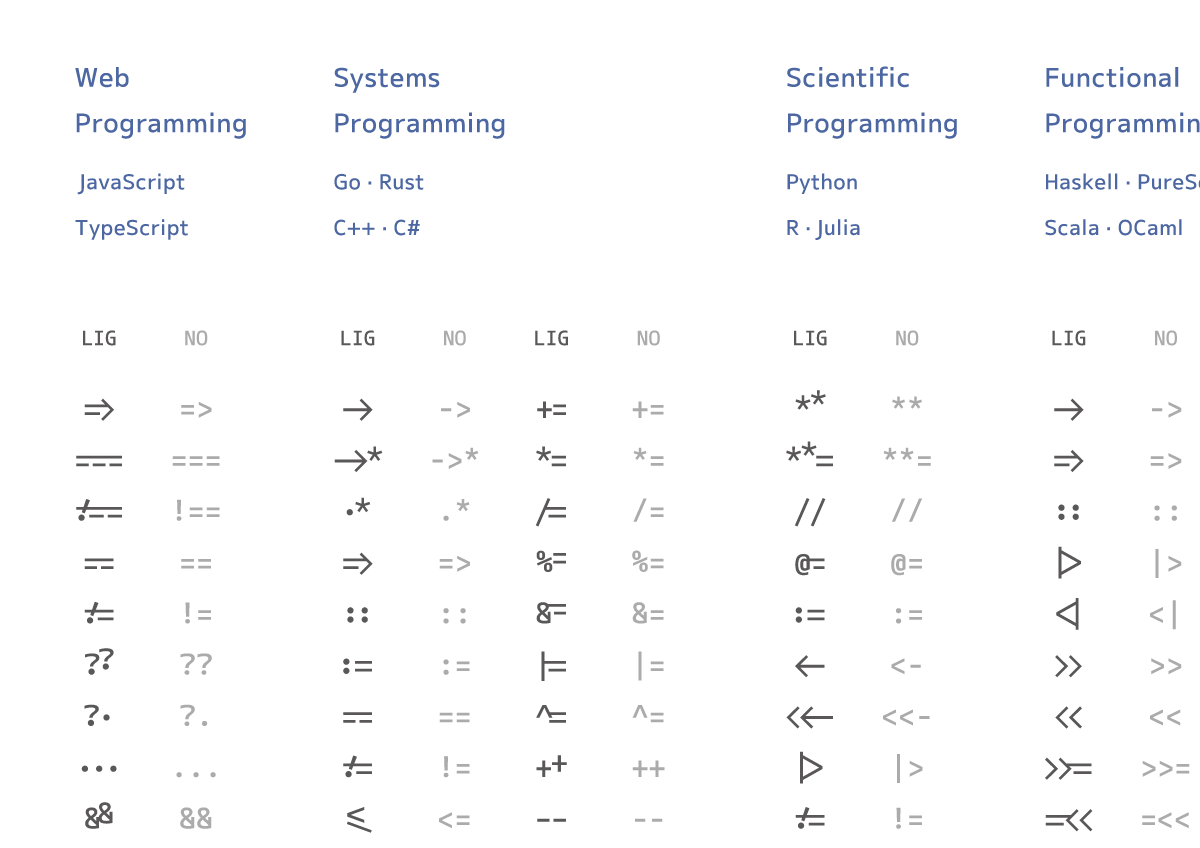 Web Systems Scientific Functional
Programming Programming Programming Programmin
JavaScript Go · Rust Python Haskell · PureSc
TypeScript C++ · C# R · Julia Scala · OCaml
LIG NO LIG NO LIG NO LIG NO LIG NO
=> => -> -> += += ** ** -> ->
=== === ->* ->* *= *= **= **= => =>
!== !== .* .* /= /= // // :: ::
== == => => %= %= @= @= |> |>
!= != :: :: &= &= := := <| <|
?? ?? := := |= |= <- <- >> >>
?. ?. == == ^= ^= <<- <<- << <<
... ... != != ++ ++ |> |> >>= >>=
&& && <= <= -- -- != != =<< =<<